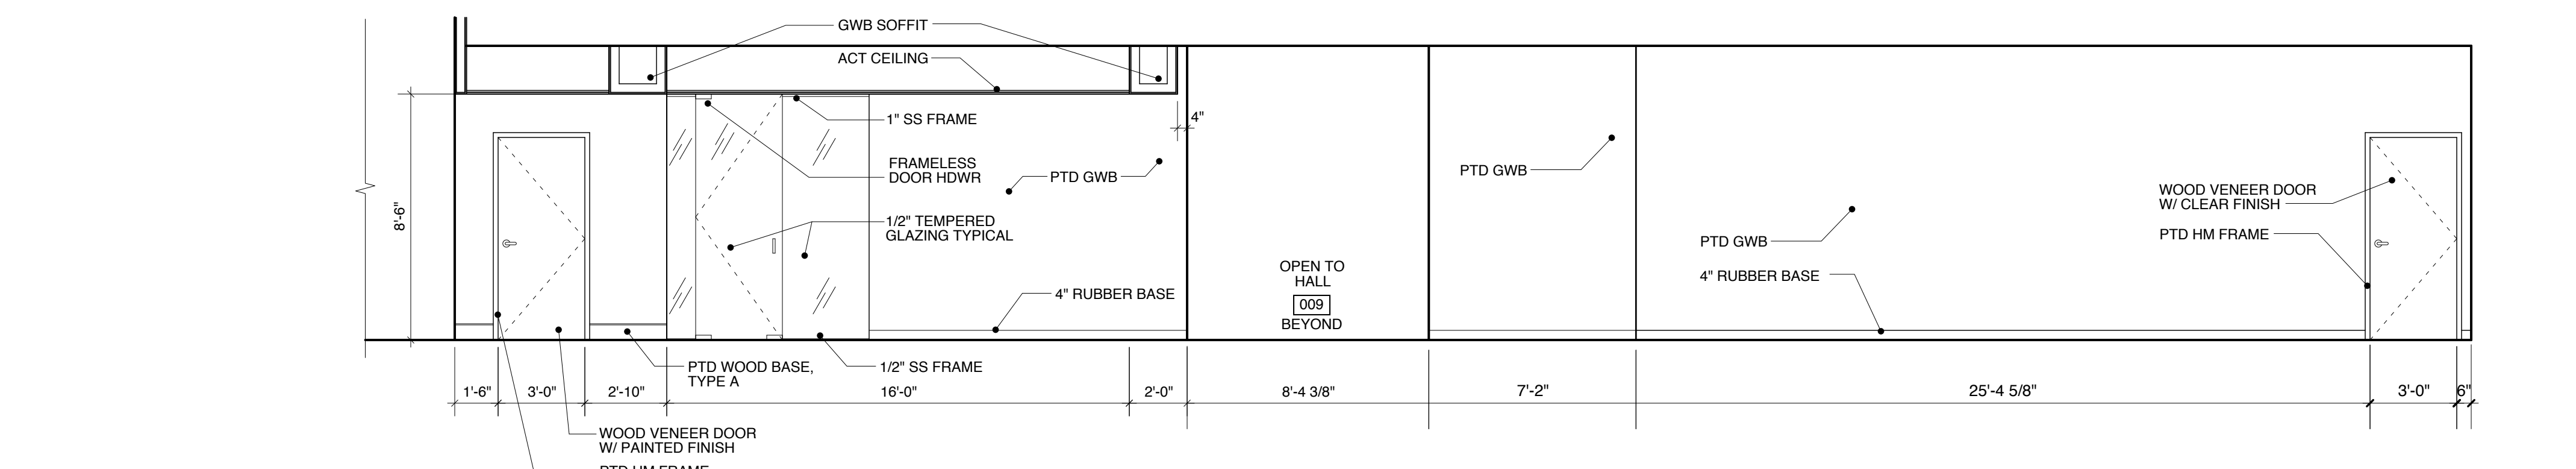 GWB SOFFIT
ACT CEILING
4"
1" SS FRAME
FRAMELESS
DOOR HDWR
PTD GWB
PTD GWB
WOOD VENEER DOOR
W/ CLEAR FINISH
8'-6"
1/2" TEMPERED
GLAZING TYPICAL
PTD GWB
PTD HM FRAME
OPEN TO
HALL
009
BEYOND
4" RUBBER BASE
4" RUBBER BASE
PTD WOOD BASE,
TYPE A
1/2" SS FRAME
1'-6"
3'-0"
2'-10"
16'-0"
2'-0"
8'-4 3/8"
7'-2"
25'-4 5/8"
3'-0"
6"
WOOD VENEER DOOR
W/ PAINTED FINISH
PTD HM FRAME